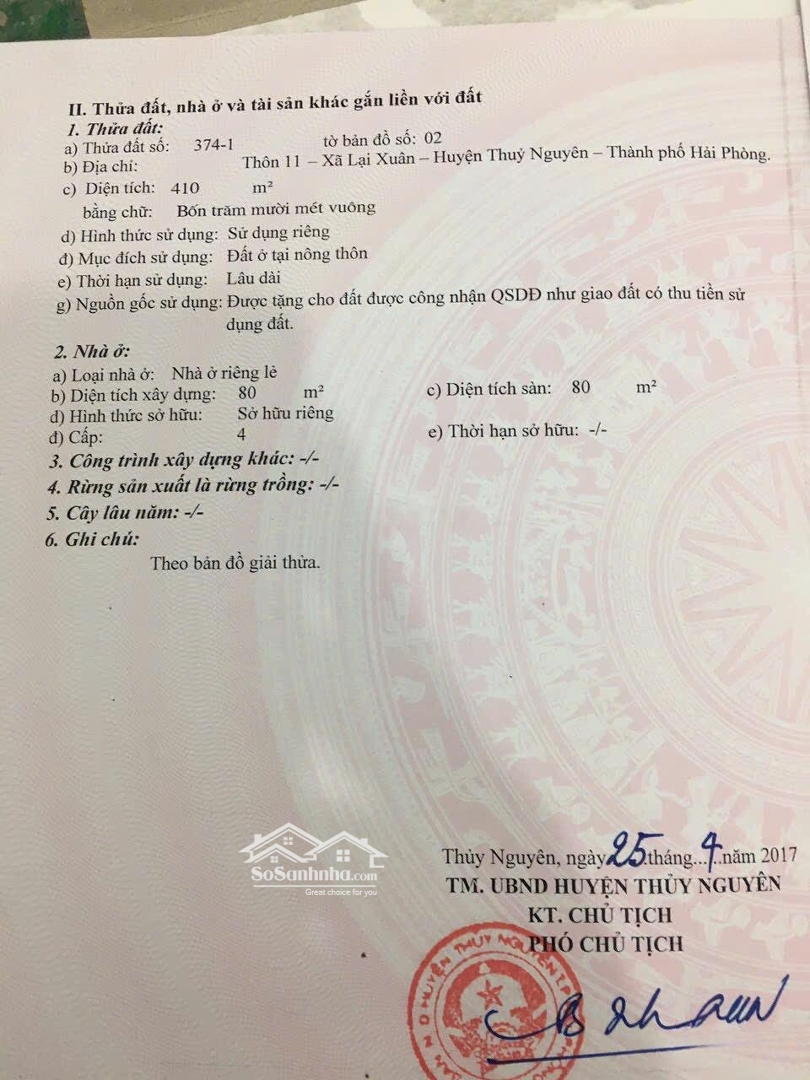 II. Thửa đất, nhà ở và tài sản khác gắn liền với đất
1. Thửa đất:
a) Thửa đất số: 374-1 tờ bản đồ số: 02
b) Địa chỉ: Thôn 11 – Xã Lại Xuân – Huyện Thuỷ Nguyên – Thành phố Hải Phòng.
c) Diện tích: 410 m²
bằng chữ: Bốn trăm mười mét vuông
d) Hình thức sử dụng: Sử dụng riêng
đ) Mục đích sử dụng: Đất ở tại nông thôn
e) Thời hạn sử dụng: Lâu dài
g) Nguồn gốc sử dụng: Được tặng cho đất được công nhận QSDĐ như giao đất có thu tiền sử
dụng đất.
2. Nhà ở:
a) Loại nhà ở: Nhà ở riêng lẻ
b) Diện tích xây dựng: 80 m² c) Diện tích sàn: 80 m²
d) Hình thức sở hữu: Sở hữu riêng
đ) Cấp: 4 e) Thời hạn sở hữu: -/-
3. Công trình xây dựng khác: -/-
4. Rừng sản xuất là rừng trồng: -/-
5. Cây lâu năm: -/-
6. Ghi chú:
Theo bản đồ giải thửa.
SoSanhnha.com
Great choice for you
Thủy Nguyên, ngày 25 tháng...4..năm 2017
TM. UBND HUYỆN THỦY NGUYÊN
KT. CHỦ TỊCH
PHÓ CHỦ TỊCH
HUYỆN THUỶ NGUYÊN